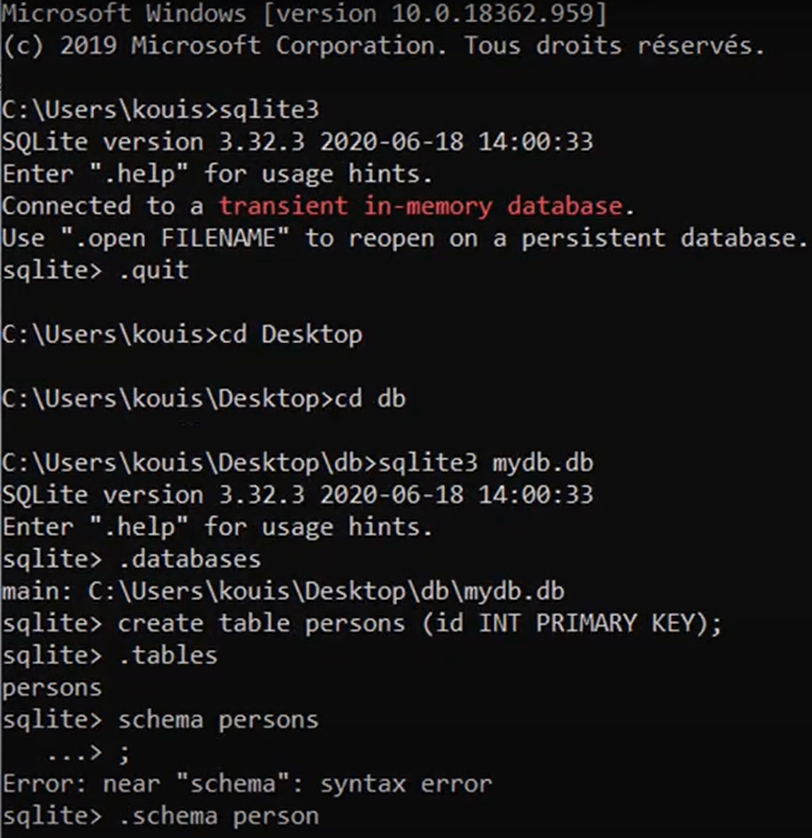 Microsoft Windows [version 10.0.18362.959]
(c) 2019 Microsoft Corporation. Tous droits réservés.
C:\Users\kouis>sqlite3
SQLite version 3.32.3 2020-06-18 14:00:33
Enter ".help" for usage hints.
Connected to a transient in-memory database.
Use ".open FILENAME" to reopen on a persistent database.
sqlite> .quit
C:\Users\kouis>cd Desktop
C:\Users\kouis\Desktop>cd db
C:\Users\kouis\Desktop\db>sqlite3 mydb.db
SQLite version 3.32.3 2020-06-18 14:00:33
Enter ".help" for usage hints.
sqlite> .databases
main: C:\Users\kouis\Desktop\db\mydb.db
sqlite> create table persons (id INT PRIMARY KEY);
sqlite> .tables
persons
sqlite> schema persons
   ...> ;
Error: near "schema": syntax error
sqlite> .schema person